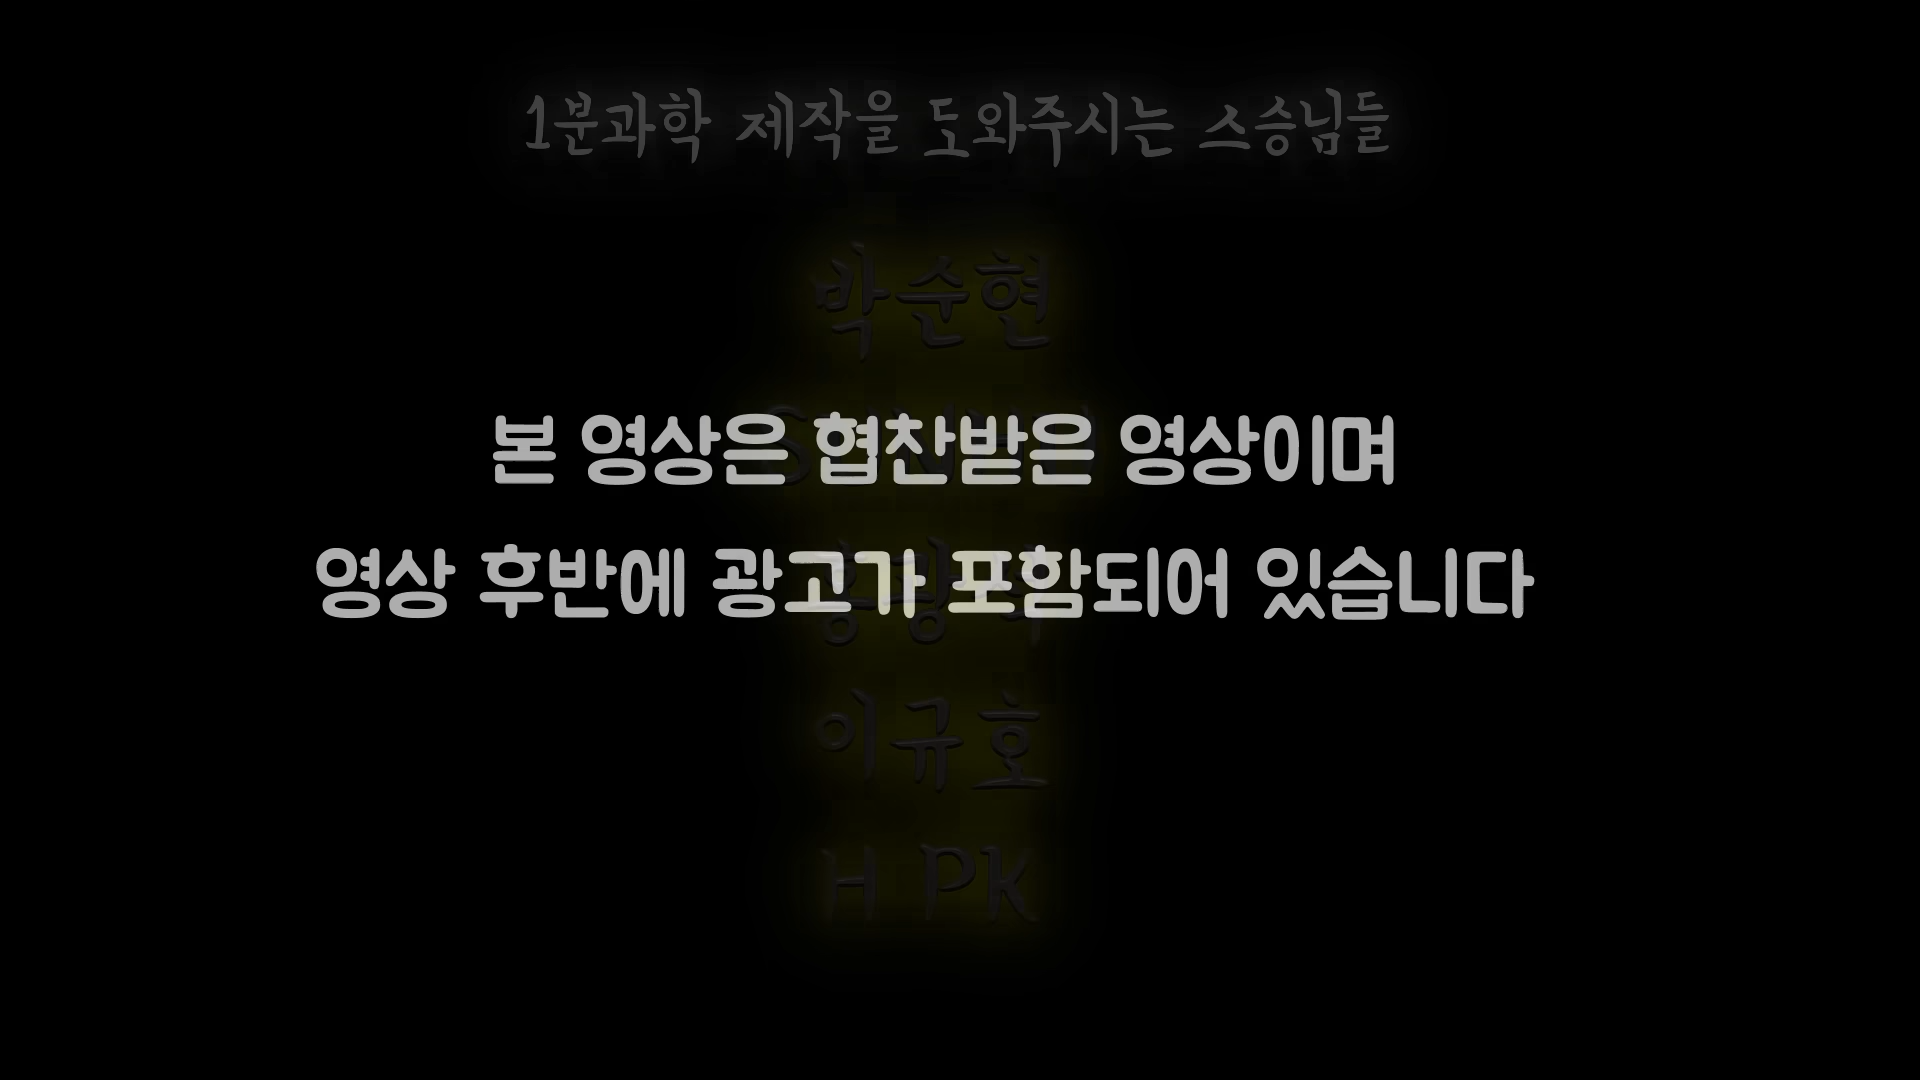 1분과학 제작을 도와주시는 스승님들
박순현
본 영상은 협찬받은 영상이며
영상 후반에 광고가 포함되어 있습니다
이규호
H PK